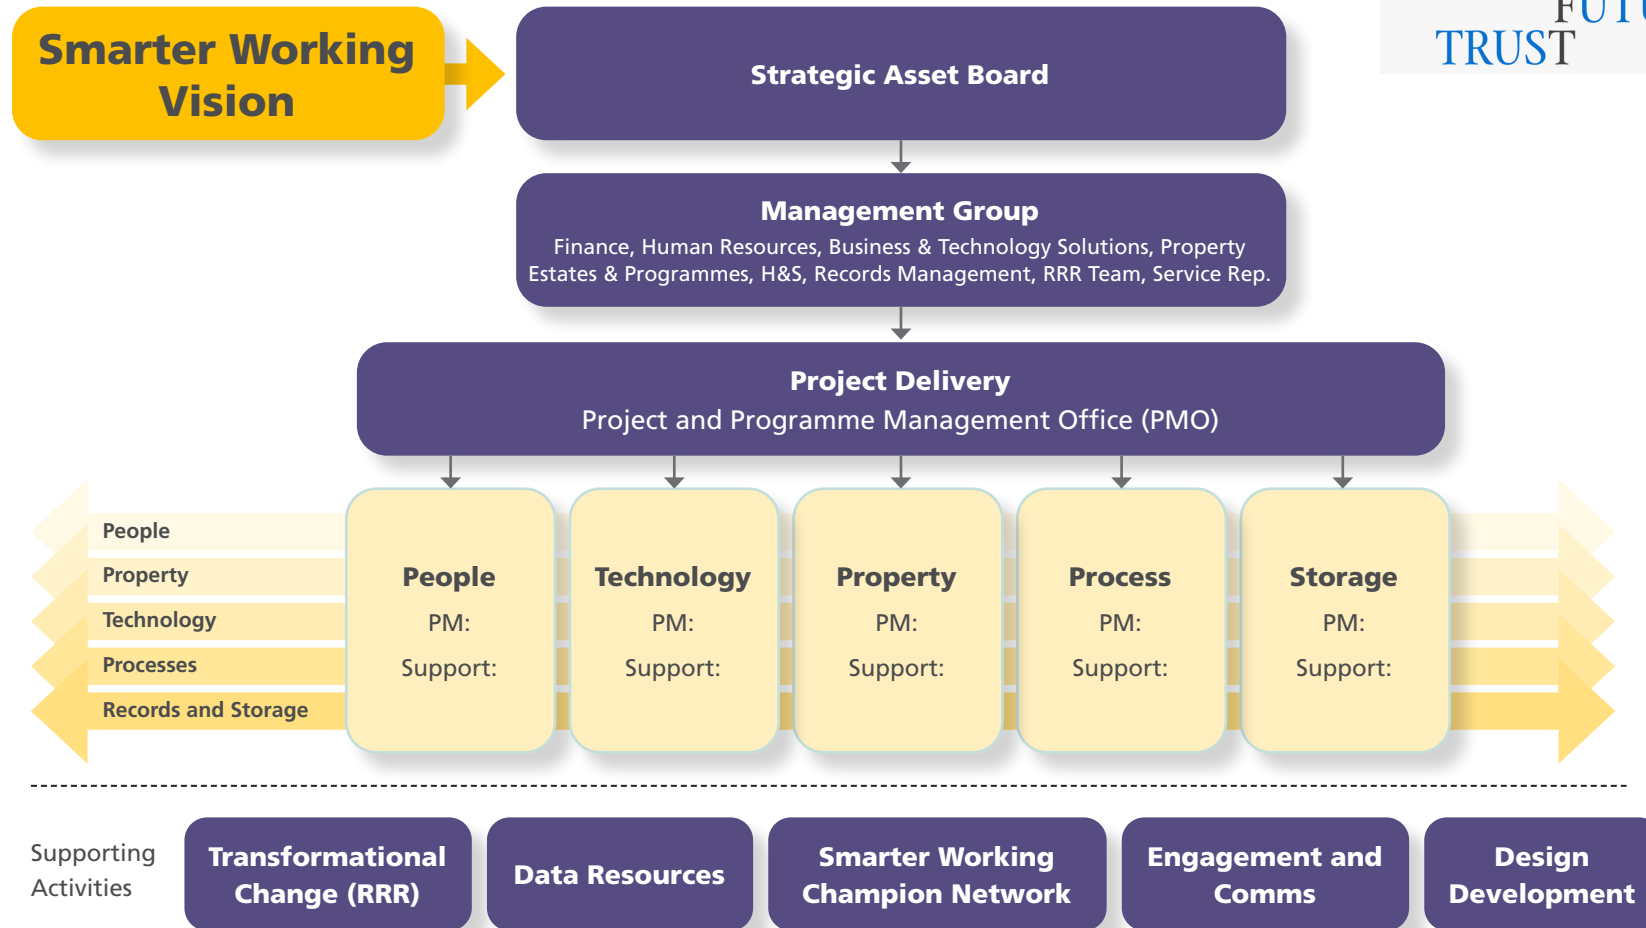 Smarter Working
Vision
Strategic Asset Board
TRUST
Management Group
Finance, Human Resources, Business & Technology Solutions, Property
Estates & Programmes, H&S, Records Management, RRR Team, Service Rep.
Project Delivery
Project and Programme Management Office (PMO)
People
Property
Technology
Processes
Records and Storage
People
PM:
Support:
Technology
PM:
Support:
Property
PM:
Support:
Process
PM:
Support:
Storage
PM:
Support:
Supporting
Activities
Transformational
Change (RRR)
Data Resources
Smarter Working
Champion Network
Engagement and
Comms
Design
Development